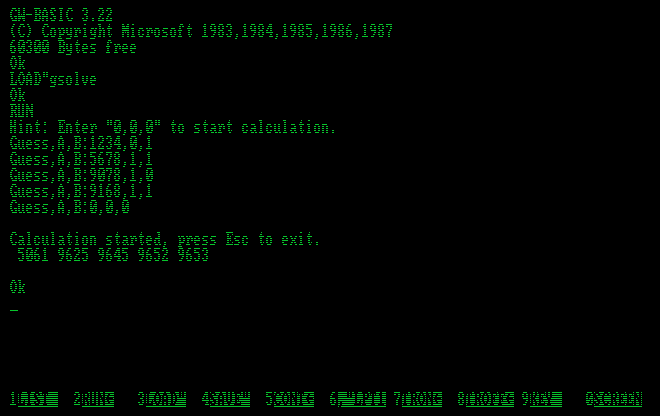 GW-BASIC 3.22
(C) Copyright Microsoft 1983,1984,1985,1986,1987
60300 Bytes free
Ok
LOAD"gsolve
Ok
RUN
Hint: Enter "0,0,0" to start calculation.
Guess,A,B:1234,0,1
Guess,A,B:5678,1,1
Guess,A,B:9078,1,0
Guess,A,B:9168,1,1
Guess,A,B:0,0,0
Calculation started, press Esc to exit.
5061 9625 9645 9652 9653
Ok
_
1LIST 2RUN← 3LOAD" 4SAVE" 5CONT← 6,"LPT1 7TRON← 8TROFF← 9KEY 0SCREEN